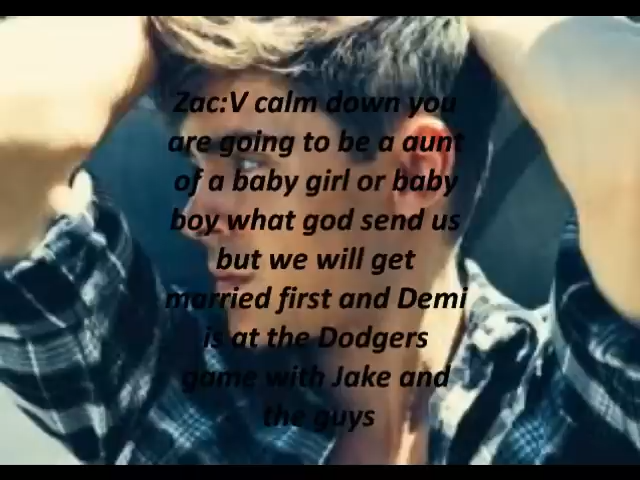 Zac:V calm down you
are going to be a aunt
of a baby girl or baby
boy what god send us
but we will get
married first and Demi
is at the Dodgers
game with Jake and
the guys